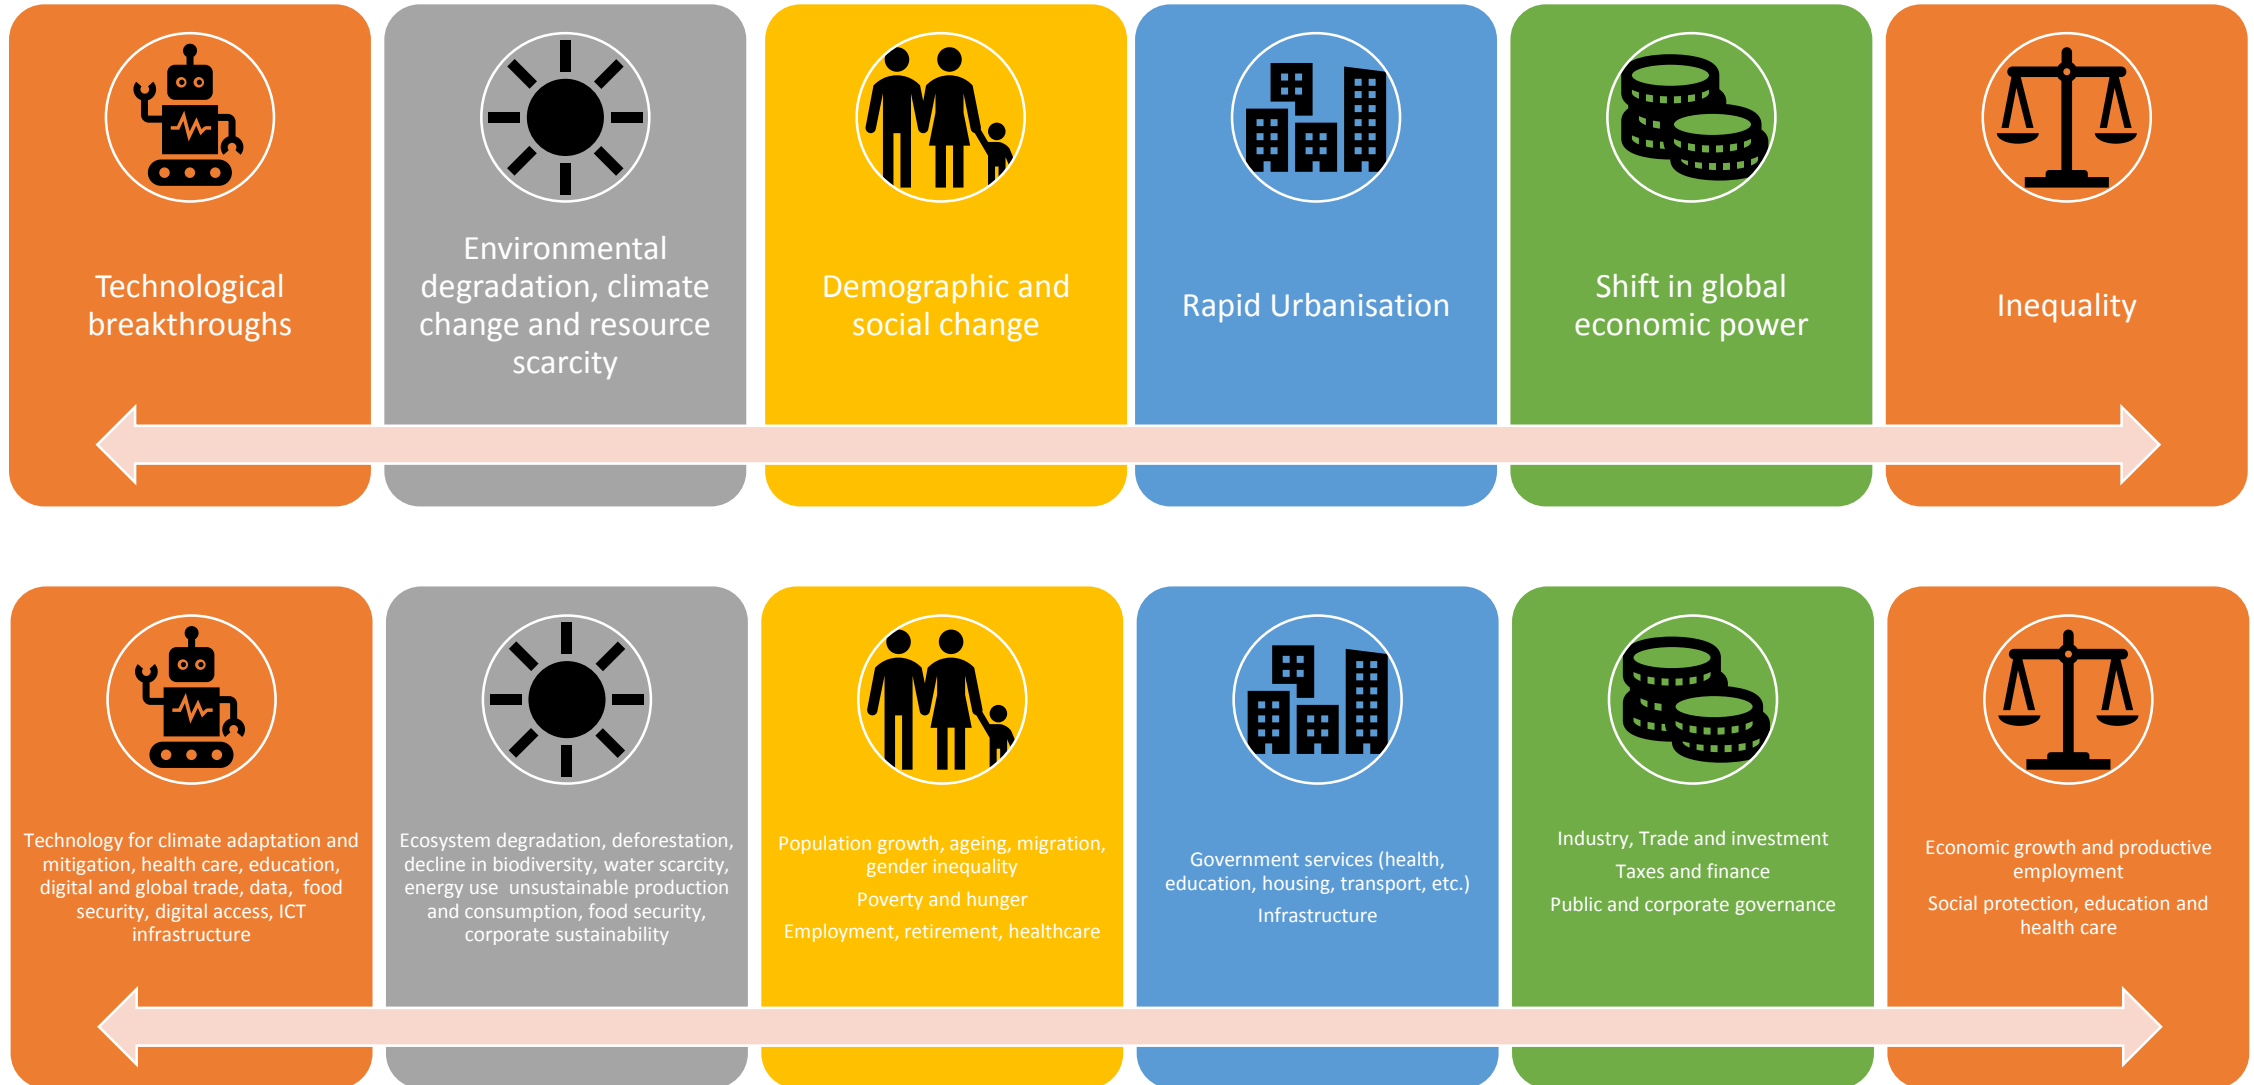 Technological
breakthroughs
Environmental
degradation, climate
change and resource
scarcity
Demographic and
social change
Rapid Urbanisation
Shift in global
economic power
Inequality
Technology for climate adaptation and
mitigation, health care, education,
digital and global trade, data,  food
security, digital access, ICT
infrastructure
Ecosystem degradation, deforestation,
decline in biodiversity, water scarcity,
energy use  unsustainable production
and consumption, food security,
corporate sustainability
Population growth, ageing, migration,
gender inequality
Poverty and hunger
Employment, retirement, healthcare
Government services (health,
education, housing, transport, etc.)
Infrastructure
Industry, Trade and investment
Taxes and finance
Public and corporate governance
Economic growth and productive
employment
Social protection, education and
health care